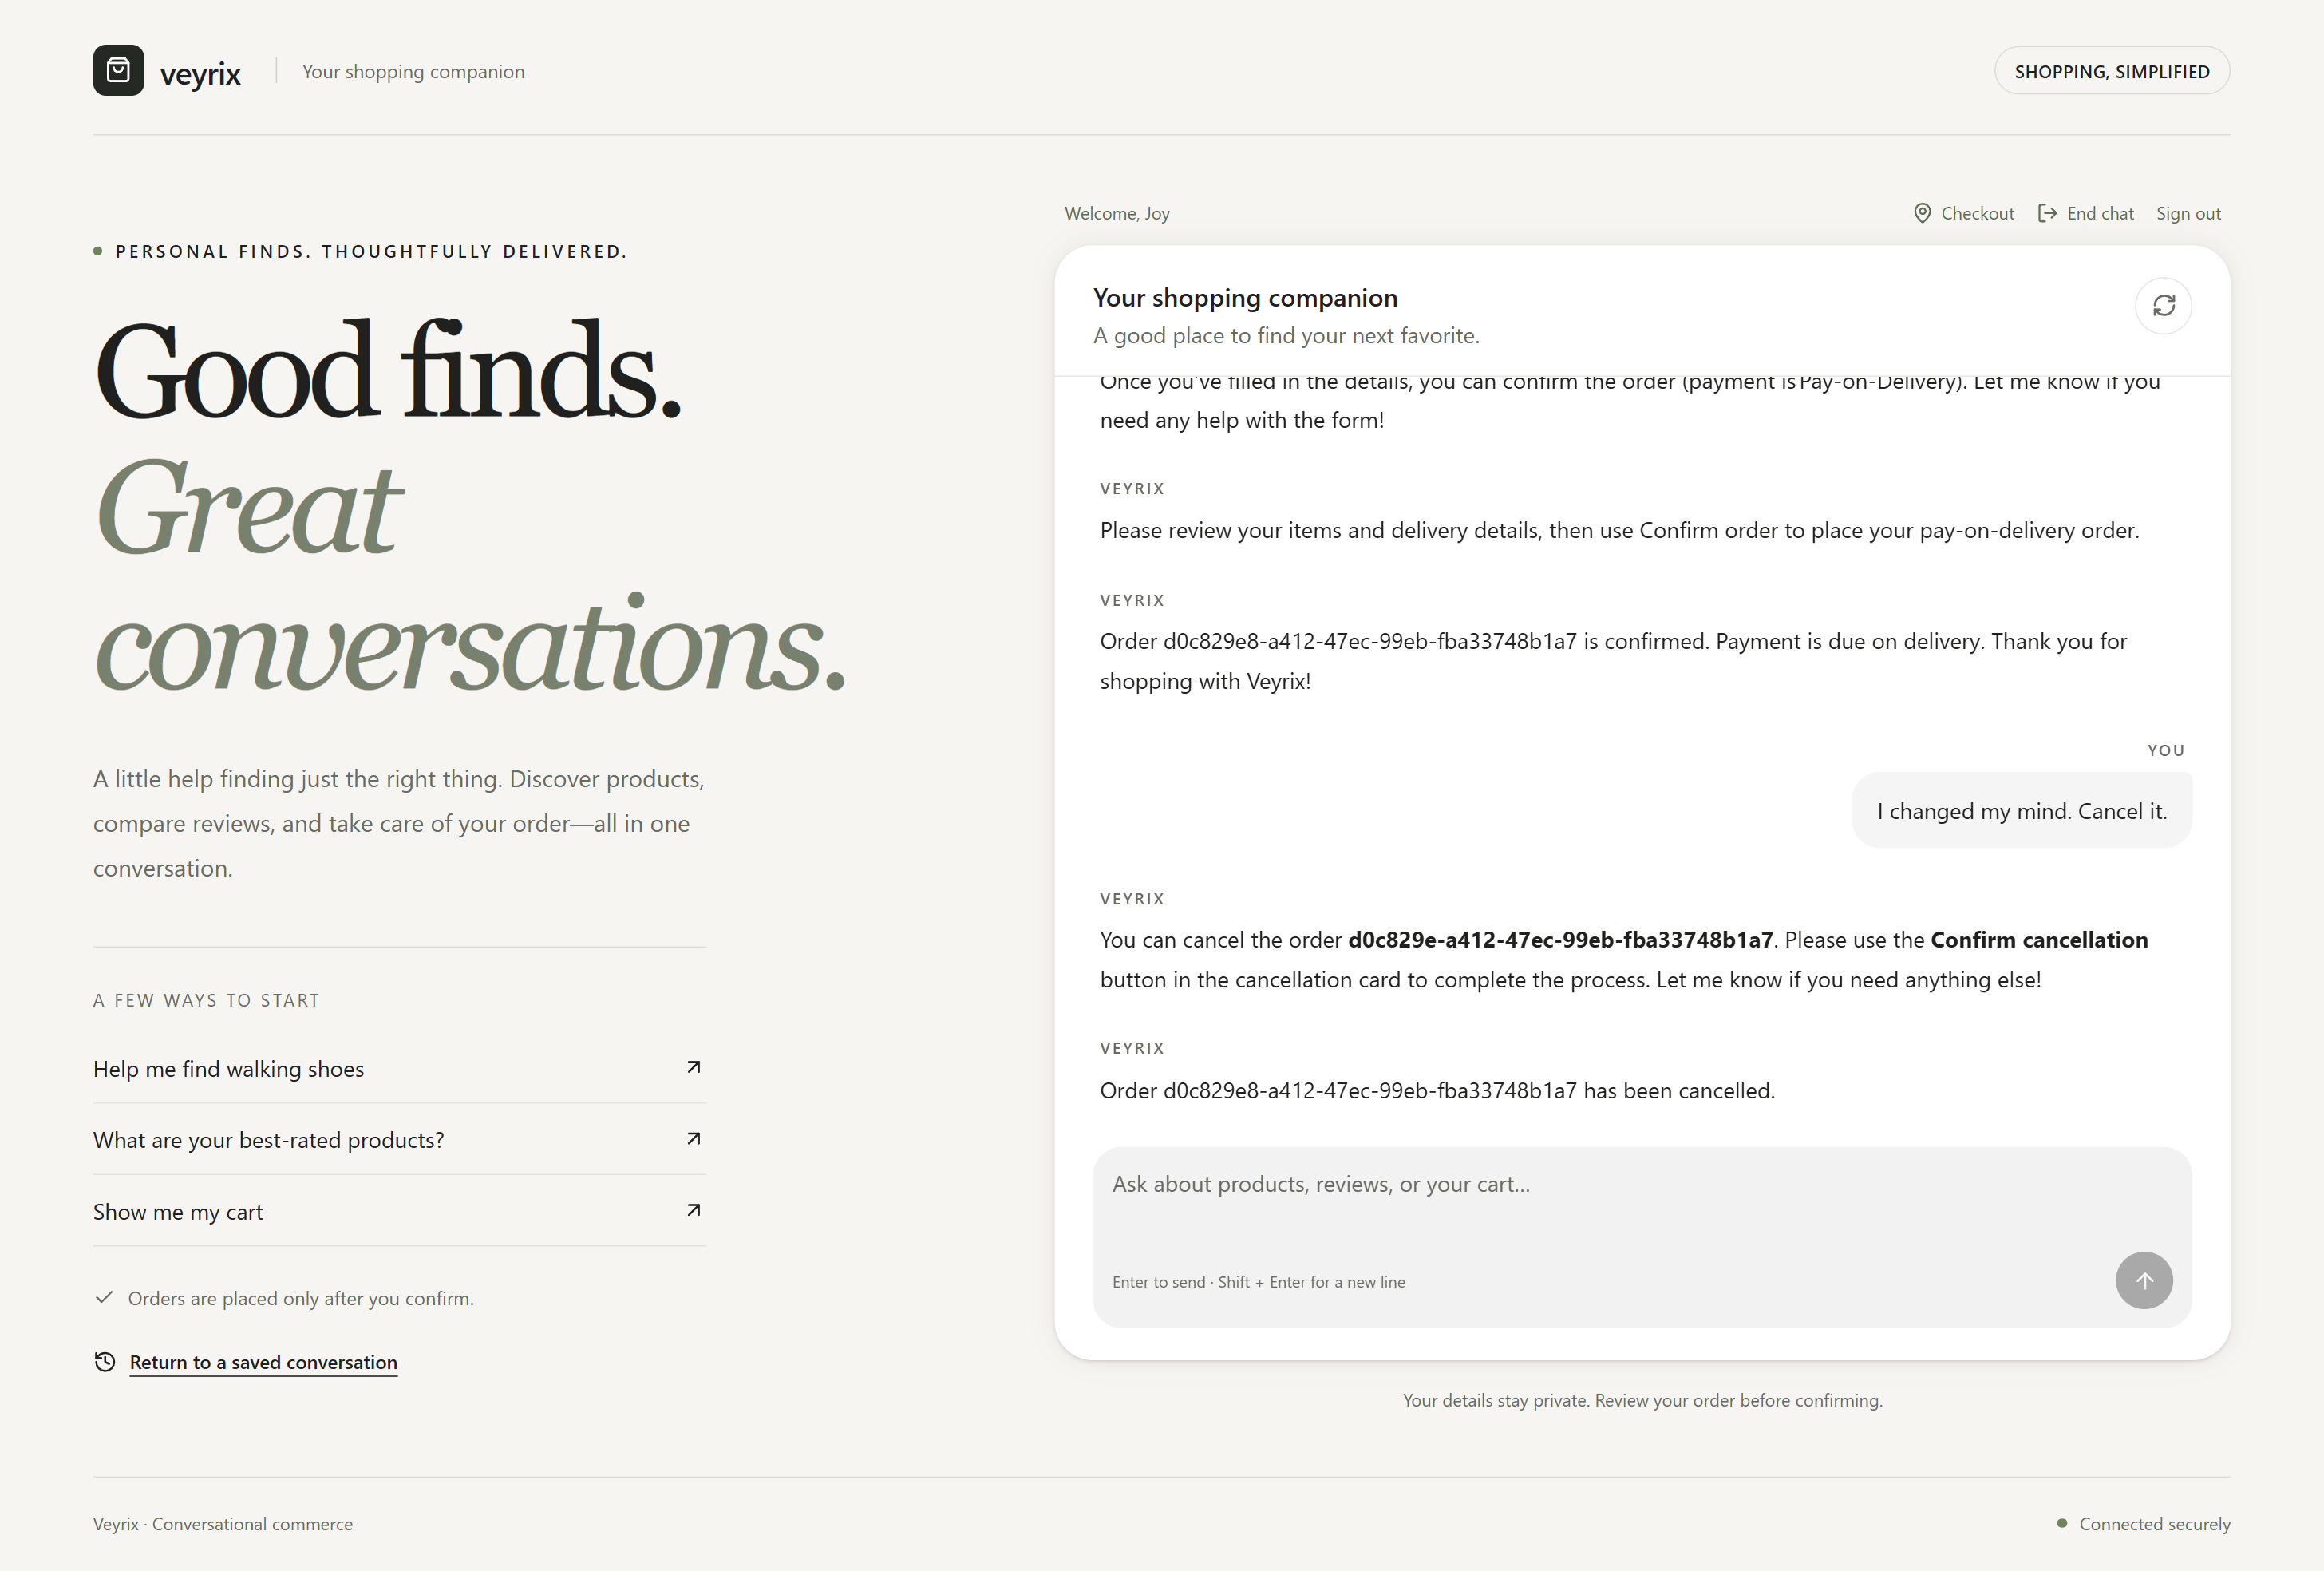 veyrix
Your shopping companion
SHOPPING, SIMPLIFIED
PERSONAL FINDS. THOUGHTFULLY DELIVERED.
Good finds.
Great
conversations.
A little help finding just the right thing. Discover products,
compare reviews, and take care of your order—all in one
conversation.
A FEW WAYS TO START
Help me find walking shoes
What are your best-rated products?
Show me my cart
Orders are placed only after you confirm.
Return to a saved conversation
Welcome, Joy
Checkout
End chat
Sign out
Your shopping companion
A good place to find your next favorite.
Once you've filled in the details, you can confirm the order (payment is Pay-on-Delivery). Let me know if you
need any help with the form!
VEYRIX
Please review your items and delivery details, then use Confirm order to place your pay-on-delivery order.
VEYRIX
Order d0c829e8-a412-47ec-99eb-fba33748b1a7 is confirmed. Payment is due on delivery. Thank you for
shopping with Veyrix!
YOU
I changed my mind. Cancel it.
VEYRIX
You can cancel the order d0c829e-a412-47ec-99eb-fba33748b1a7. Please use the Confirm cancellation
button in the cancellation card to complete the process. Let me know if you need anything else!
VEYRIX
Order d0c829e8-a412-47ec-99eb-fba33748b1a7 has been cancelled.
Ask about products, reviews, or your cart...
Enter to send · Shift + Enter for a new line
Your details stay private. Review your order before confirming.
Veyrix · Conversational commerce
Connected securely